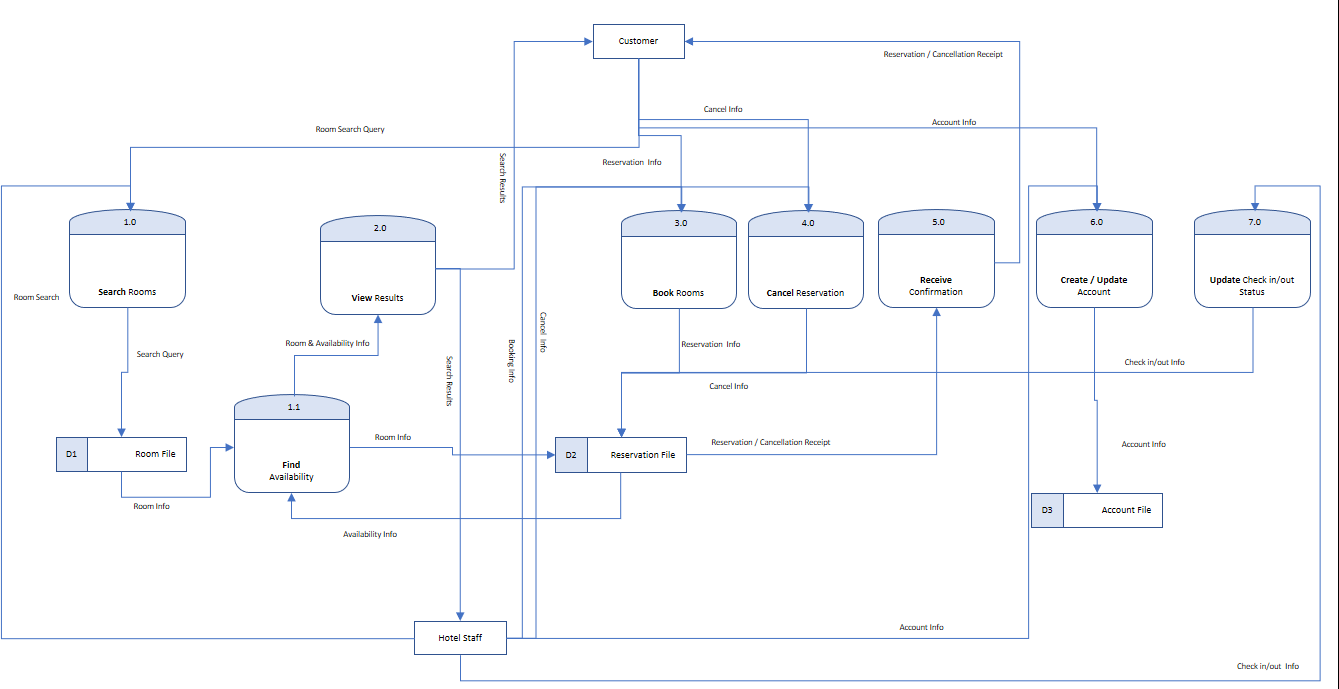 Customer
Reservation / Cancellation Receipt
Cancel Info
Account Info
Room Search Query
Search Results
Reservation Info
1.0
Search Rooms
2.0
View Results
3.0
Book Rooms
4.0
Cancel Reservation
5.0
Receive
Confirmation
6.0
Create / Update
Account
7.0
Update Check in/out
Status
Room Search
Search Query
Room & Availability Info
Search Results
Booking Info
Cancel Info
Reservation Info
Cancel Info
Check in/out Info
1.1
Find
Availability
Room Info
D1
Room File
D2
Reservation File
Reservation / Cancellation Receipt
Account Info
Room Info
Availability Info
D3
Account File
Hotel Staff
Account Info
Check in/out Info